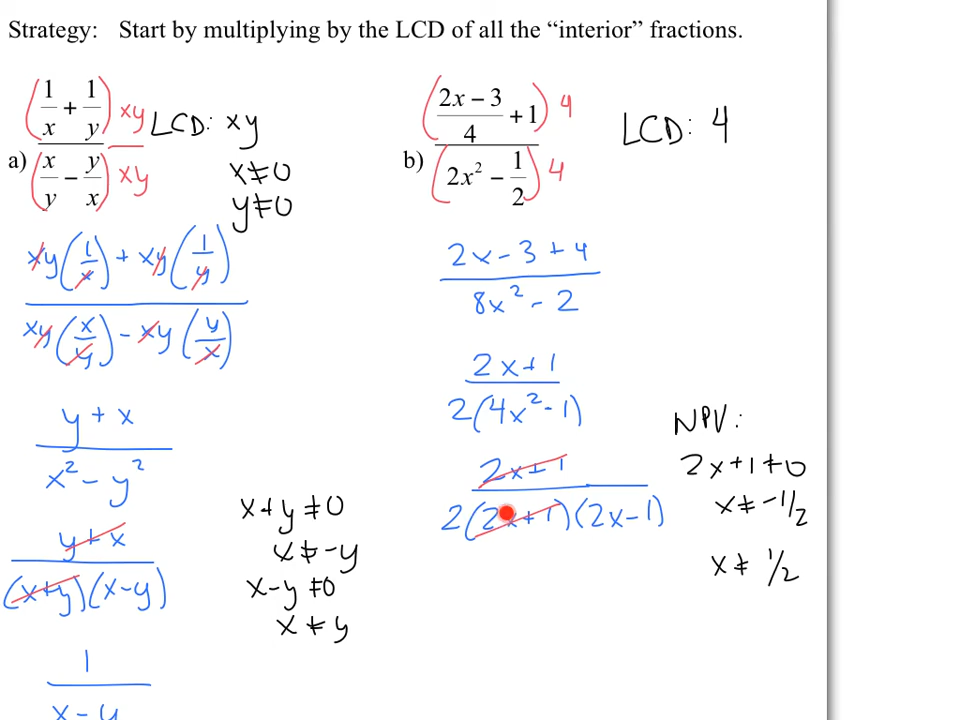 Strategy: Start by multiplying by the LCD of all the “interior” fractions.
a) (1/x + 1/y) xy
(x/y − y/x) xy
LCD: xy
x≠0
y≠0
xy(1/x) + xy(1/y)
xy(x/y) − xy(y/x)
y + x
x² − y²
y + x
(x+y)(x−y)
x+y≠0
x≠−y
x−y≠0
x≠y
1
x−y
b) ((2x − 3)/4 + 1) 4
(2x² − 1/2) 4
LCD: 4
2x − 3 + 4
8x² − 2
2x + 1
2(4x² − 1)
2x + 1
2(2x+1)(2x−1)
NPV:
2x+1≠0
x≠−1/2
x≠ 1/2